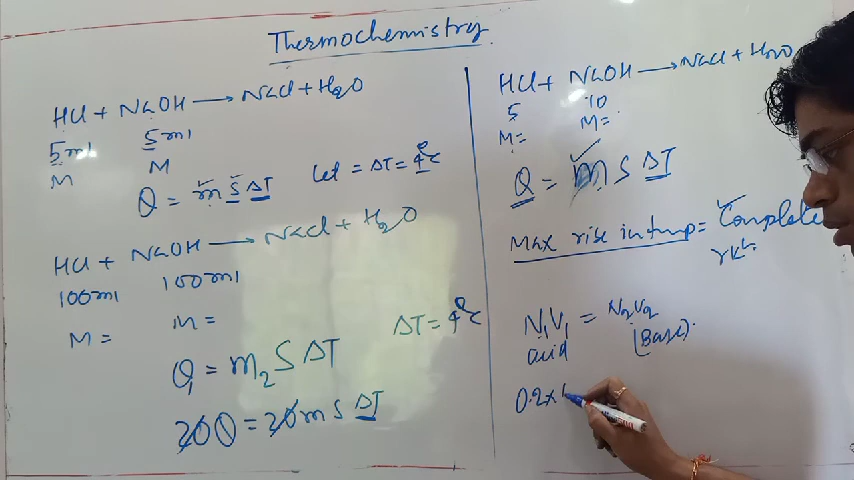 Thermochemistry
HCl + NaOH → NaCl + H2O
5ml 5ml
M M
Q = m S ΔT Let = ΔT = 4°C
HCl + NaOH → NaCl + H2O
100ml 100ml
M = M =
ΔT = 4°C
Q1 = m2 S ΔT
20Q = 20 m S ΔT
HCl + NaOH → NaCl + H2O
5 10
M = M =
Q = m S ΔT
Max rise in temp = Complete
N1V1 = N2V2
acid (Base)
0.2×